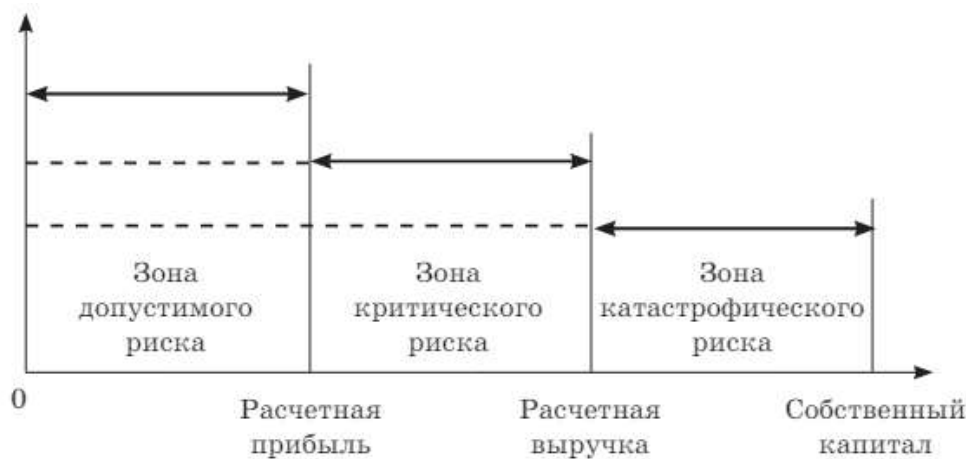 Зона
допустимого
риска
Зона
критического
риска
Зона
катастрофического
риска
0
Расчетная
прибыль
Расчетная
выручка
Собственный
капитал